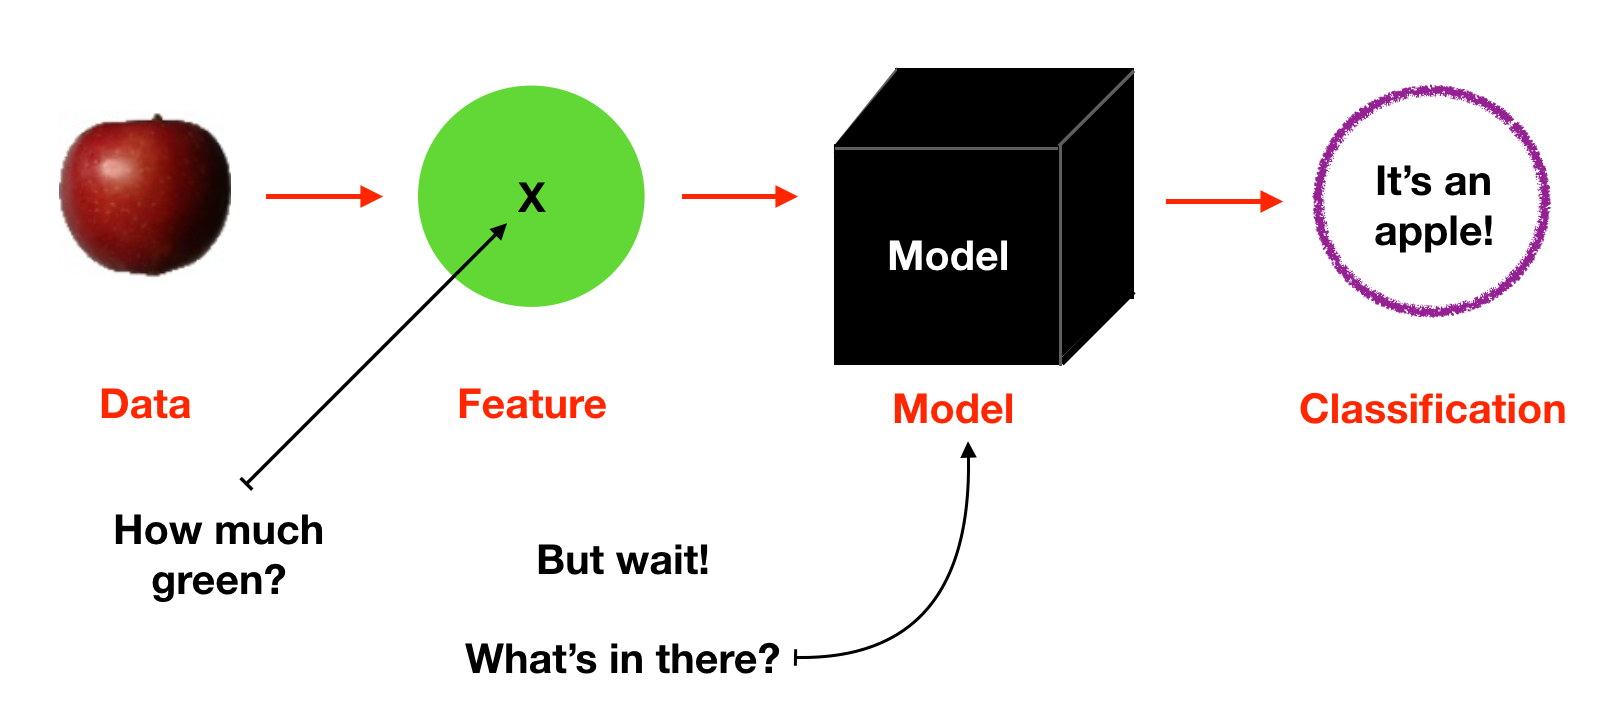 X
Model
It’s an
apple!
Data
Feature
Model
Classification
How much
green?
But wait!
What’s in there?